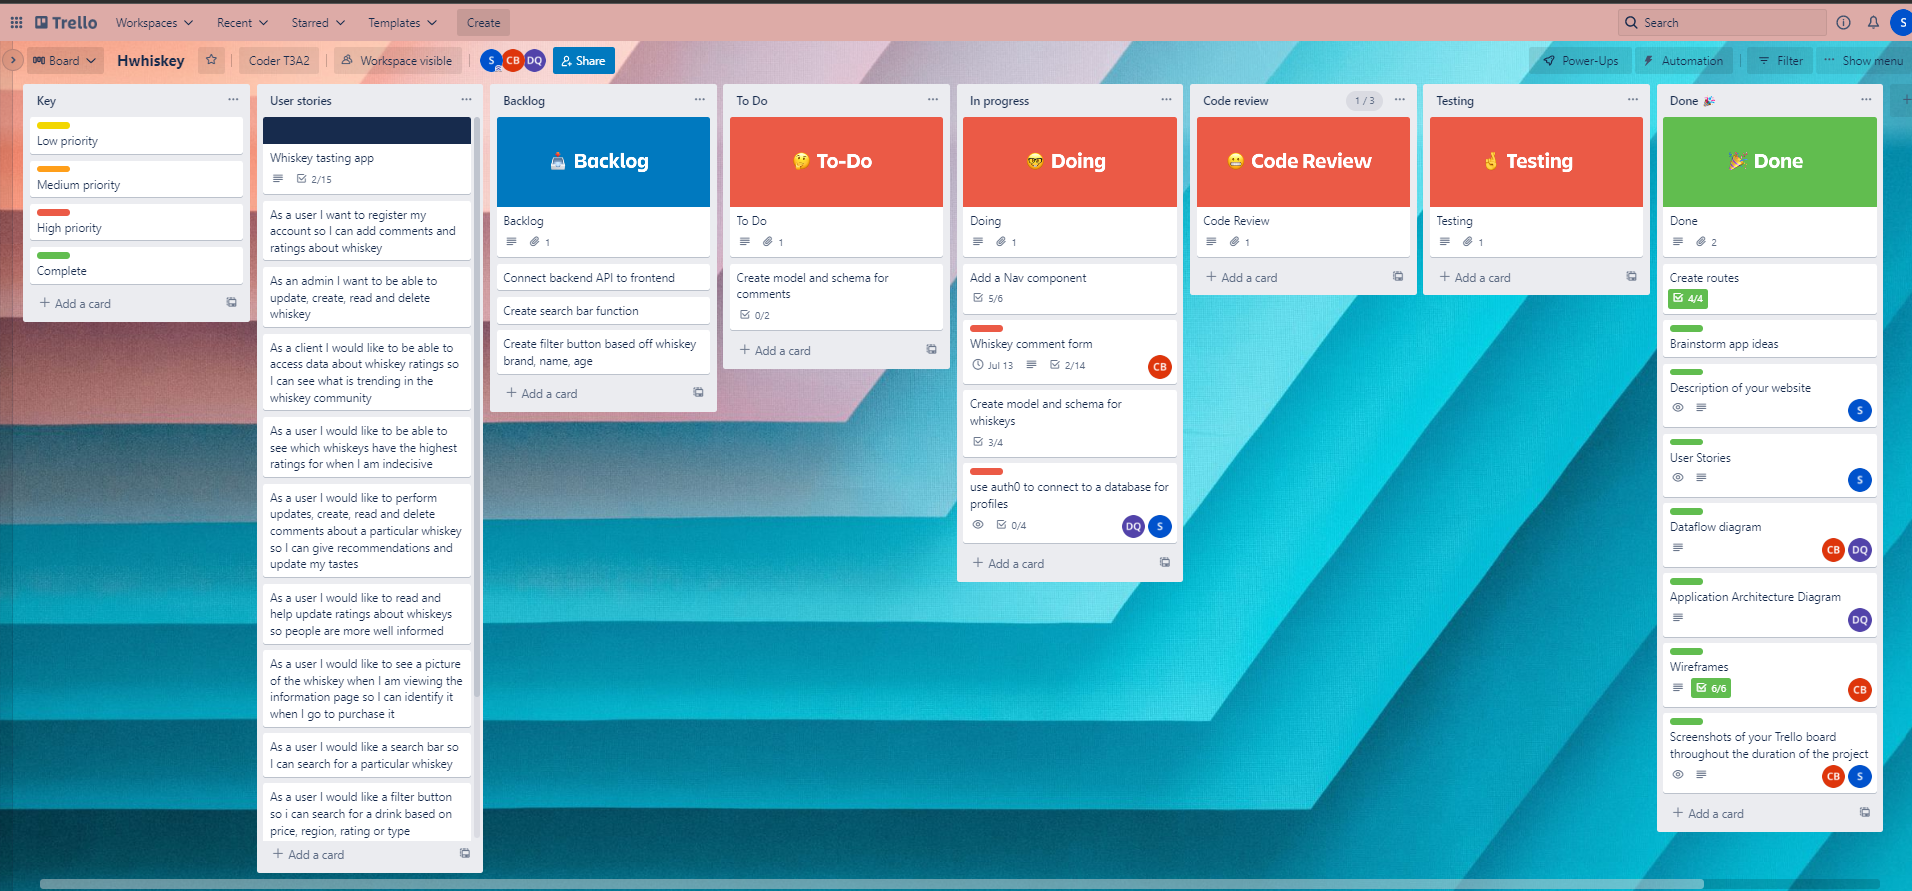 Trello
Workspaces
Recent
Starred
Templates
Create
Search
S
Board
Hwhiskey
Coder T3A2
Workspace visible
S
CB
DQ
Share
Power-Ups
Automation
Filter
Show menu
Key
Low priority
Medium priority
High priority
Complete
Add a card
User stories
Whiskey tasting app
2/15
As a user I want to register my
account so I can add comments and
ratings about whiskey
As an admin I want to be able to
update, create, read and delete
whiskey
As a client I would like to be able to
access data about whiskey ratings so
I can see what is trending in the
whiskey community
As a user I would like to be able to
see which whiskeys have the highest
ratings for when I am indecisive
As a user I would like to perform
updates, create, read and delete
comments about a particular whiskey
so I can give recommendations and
update my tastes
As a user I would like to read and
help update ratings about whiskeys
so people are more well informed
As a user I would like to see a picture
of the whiskey when I am viewing the
information page so I can identify it
when I go to purchase it
As a user I would like a search bar so
I can search for a particular whiskey
As a user I would like a filter button
so i can search for a drink based on
price, region, rating or type
Add a card
Backlog
Backlog
Backlog
1
Connect backend API to frontend
Create search bar function
Create filter button based off whiskey
brand, name, age
Add a card
To Do
To-Do
To Do
1
Create model and schema for
comments
0/2
Add a card
In progress
Doing
Doing
1
Add a Nav component
5/6
Whiskey comment form
Jul 13
2/14
CB
Create model and schema for
whiskeys
3/4
use auth0 to connect to a database for
profiles
0/4
DQ
S
Add a card
Code review
1 / 3
Code Review
Code Review
1
Add a card
Testing
Testing
Testing
1
Add a card
Done 🎉
Done
Done
2
Create routes
4/4
Brainstorm app ideas
Description of your website
S
User Stories
S
Dataflow diagram
CB
DQ
Application Architecture Diagram
DQ
Wireframes
6/6
CB
Screenshots of your Trello board
throughout the duration of the project
CB
S
Add a card